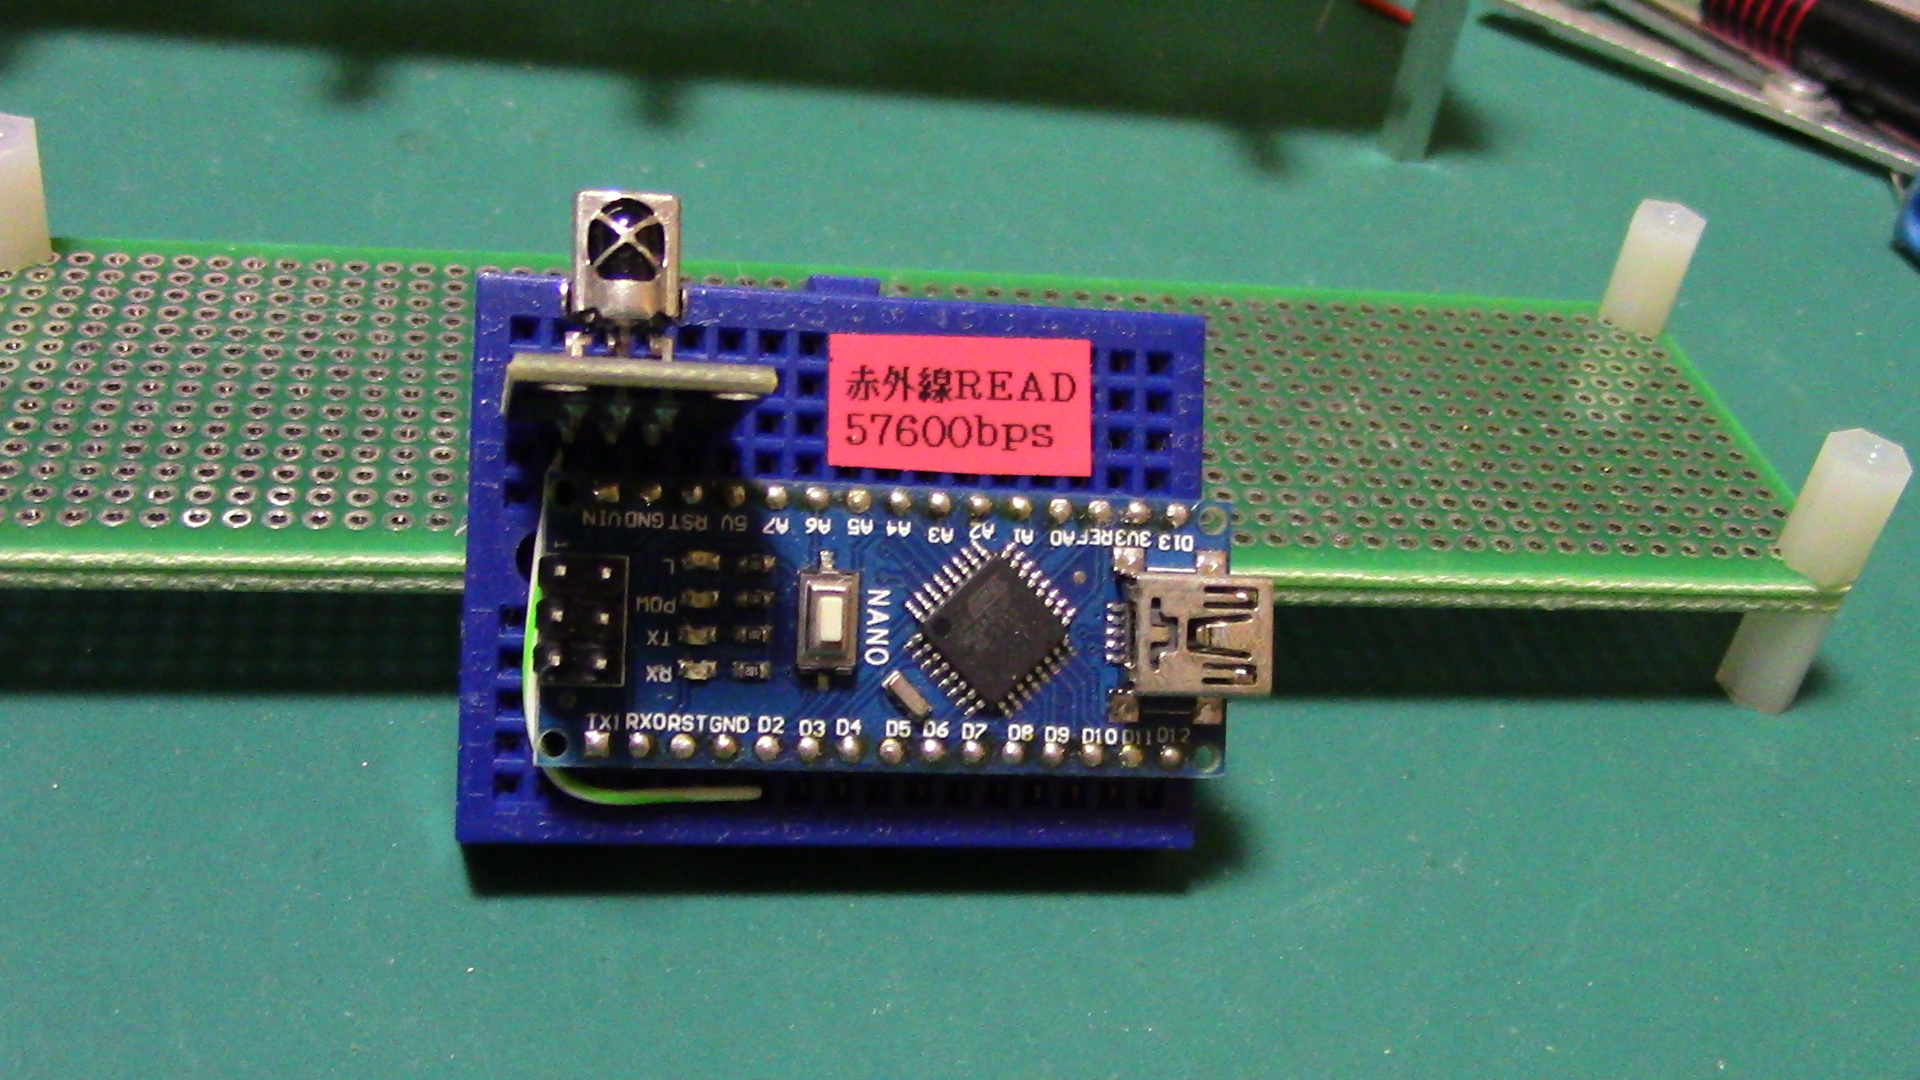 赤外線READ
57600bps
VIN GND RST 5V A7 A6 A5 A4 A3 A2 A1 A0 REF 3V3 D13
L
POW
TX
RX
NANO
TX1 RX0 RST GND D2 D3 D4 D5 D6 D7 D8 D9 D10 D11 D12